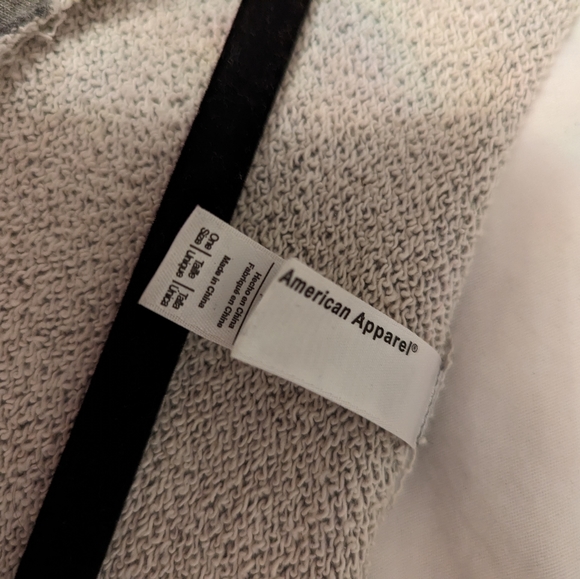 American Apparel®
One | Taille | Talla
Size | Unique | Única
Made in China
Fabriqué en Chine
Hecho en China